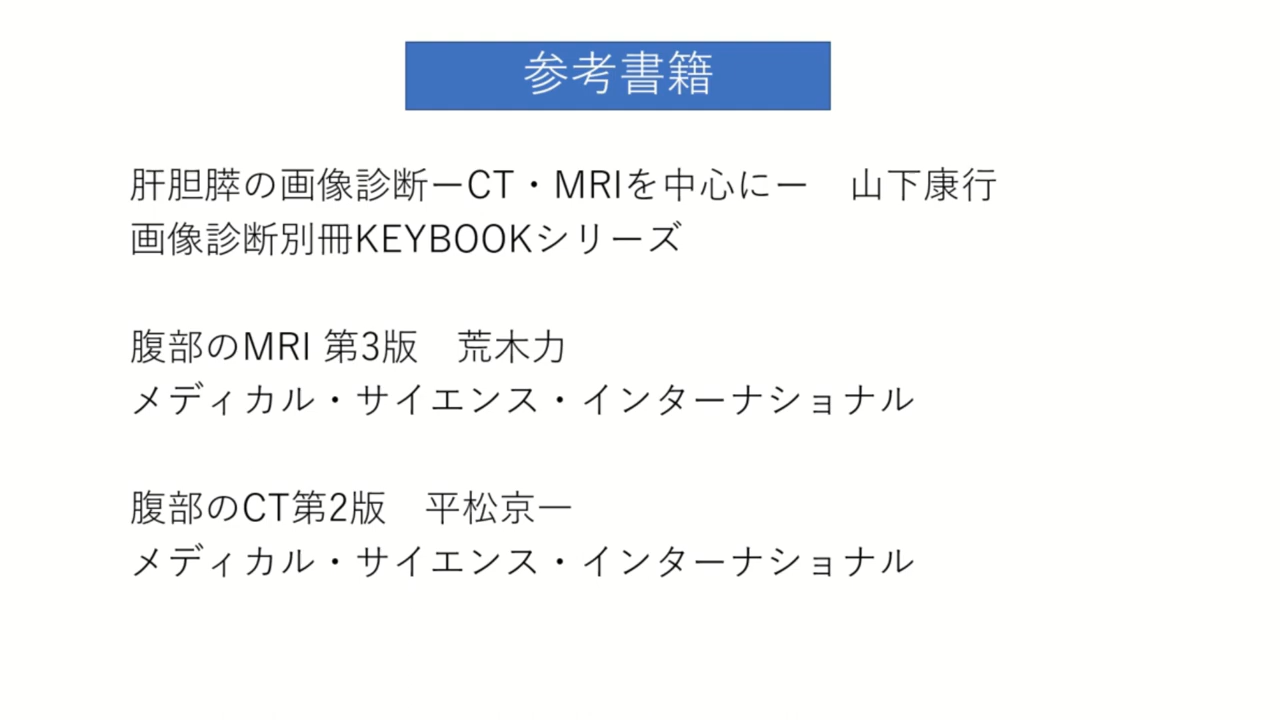 参考書籍
肝胆膵の画像診断ーCT・MRIを中心にー　山下康行
画像診断別冊KEYBOOKシリーズ
腹部のMRI 第3版　荒木力
メディカル・サイエンス・インターナショナル
腹部のCT第2版　平松京一
メディカル・サイエンス・インターナショナル